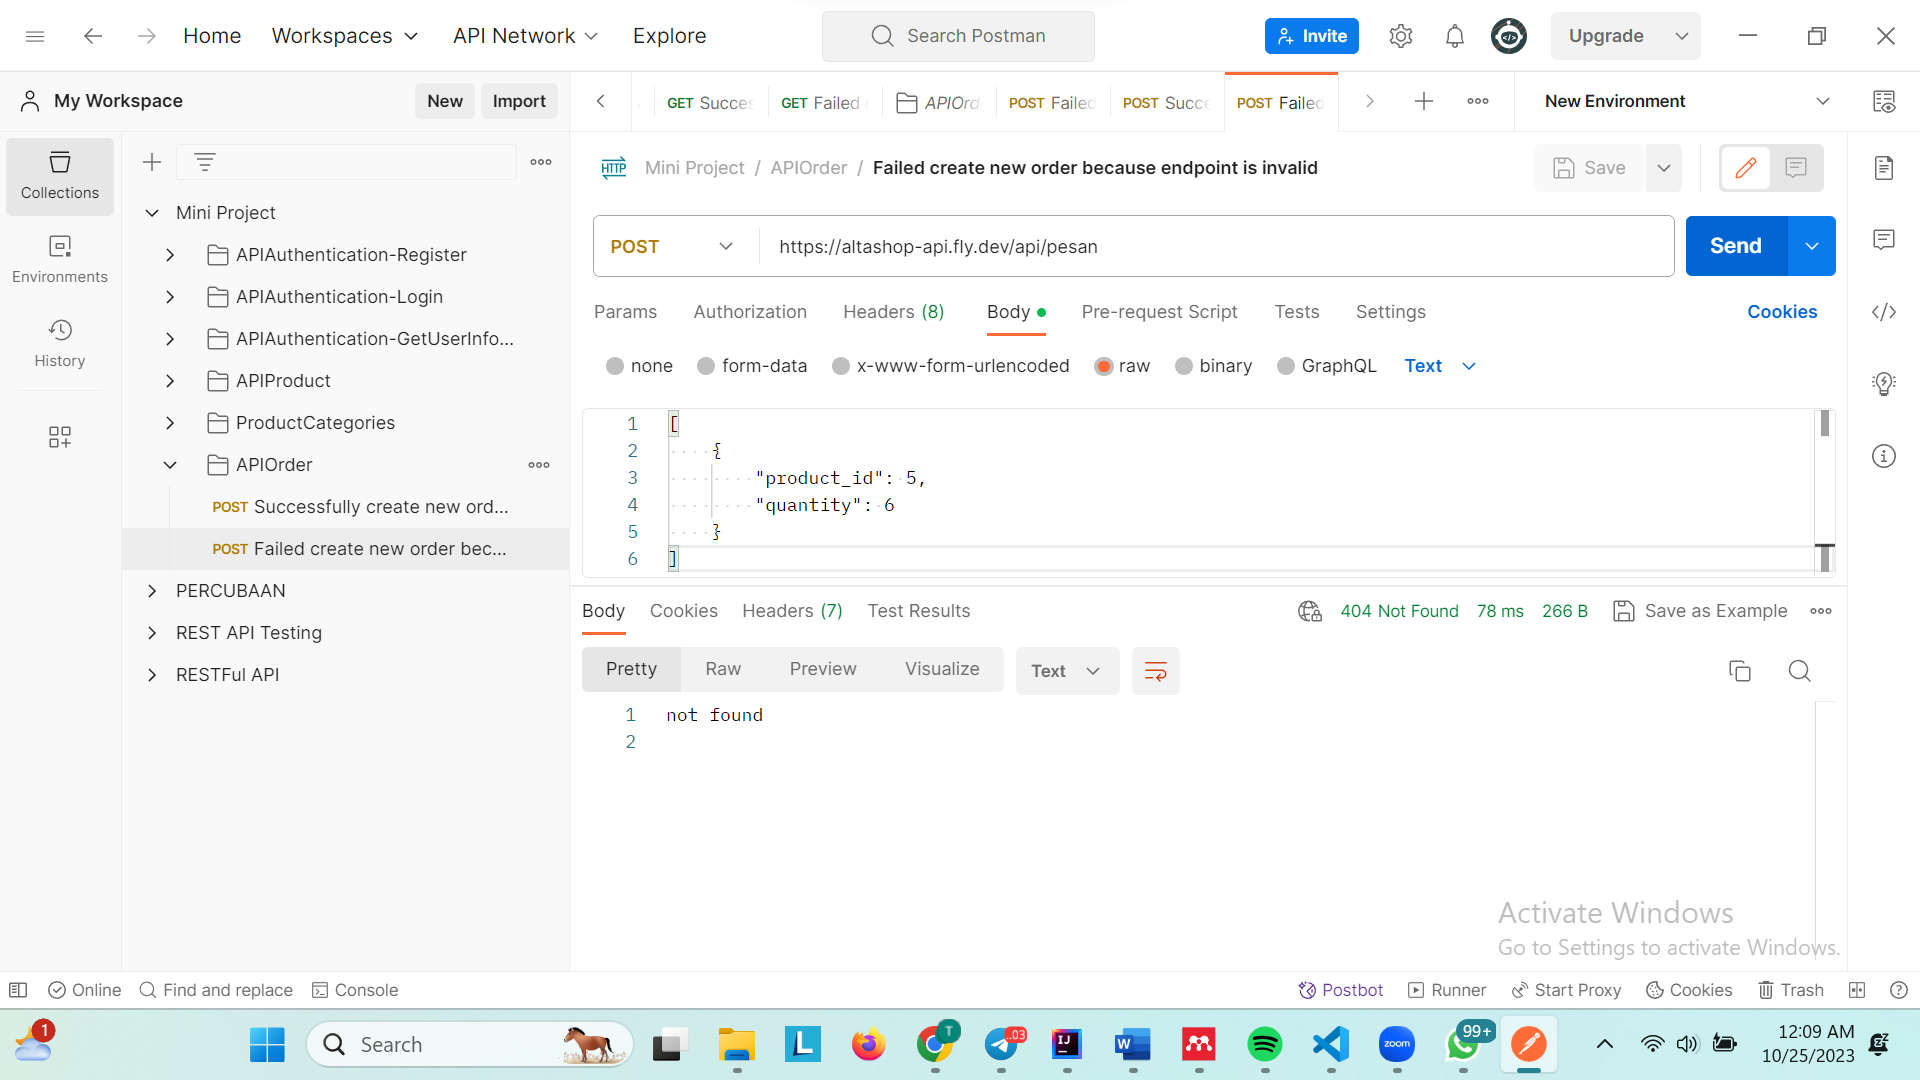 Home
Workspaces
API Network
Explore
Search Postman
Invite
Upgrade
My Workspace
New
Import
GET Succes
GET Failed
APIOrd
POST Failed
POST Succe
POST Failed
New Environment
Collections
Environments
History
Mini Project
APIAuthentication-Register
APIAuthentication-Login
APIAuthentication-GetUserInfo...
APIProduct
ProductCategories
APIOrder
POST Successfully create new ord...
POST Failed create new order bec...
PERCUBAAN
REST API Testing
RESTFul API
HTTP Mini Project / APIOrder / Failed create new order because endpoint is invalid
Save
POST https://altashop-api.fly.dev/api/pesan
Send
Params Authorization Headers (8) Body Pre-request Script Tests Settings Cookies
none form-data x-www-form-urlencoded raw binary GraphQL Text
1 [
2 {
3 "product_id": 5,
4 "quantity": 6
5 }
6 ]
Body Cookies Headers (7) Test Results 404 Not Found 78 ms 266 B Save as Example
Pretty Raw Preview Visualize Text
1 not found
2
Activate Windows
Go to Settings to activate Windows.
Online Find and replace Console Postbot Runner Start Proxy Cookies Trash
1
Search
L
T
.03
IJ
W
zoom
99+
12:09 AM
10/25/2023